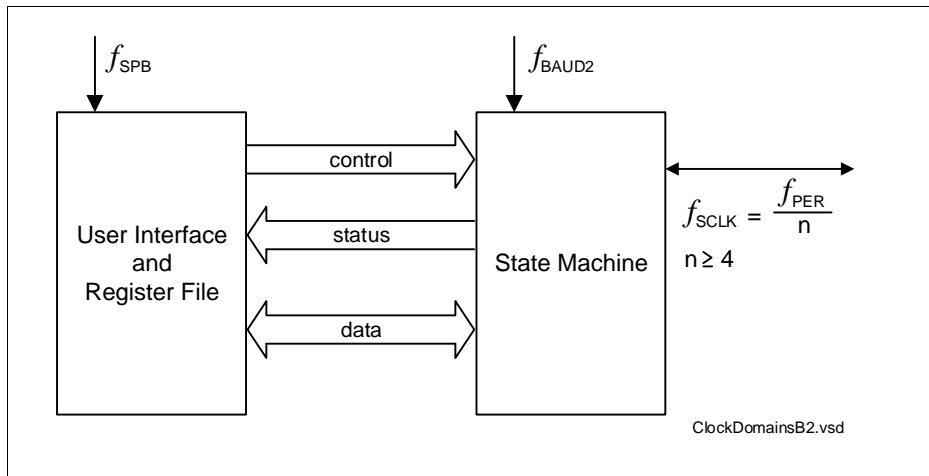 fSPB
fBAUD2
control
status
data
User Interface
and
Register File
State Machine
fSCLK = fPER
n
n ≥ 4
ClockDomainsB2.vsd